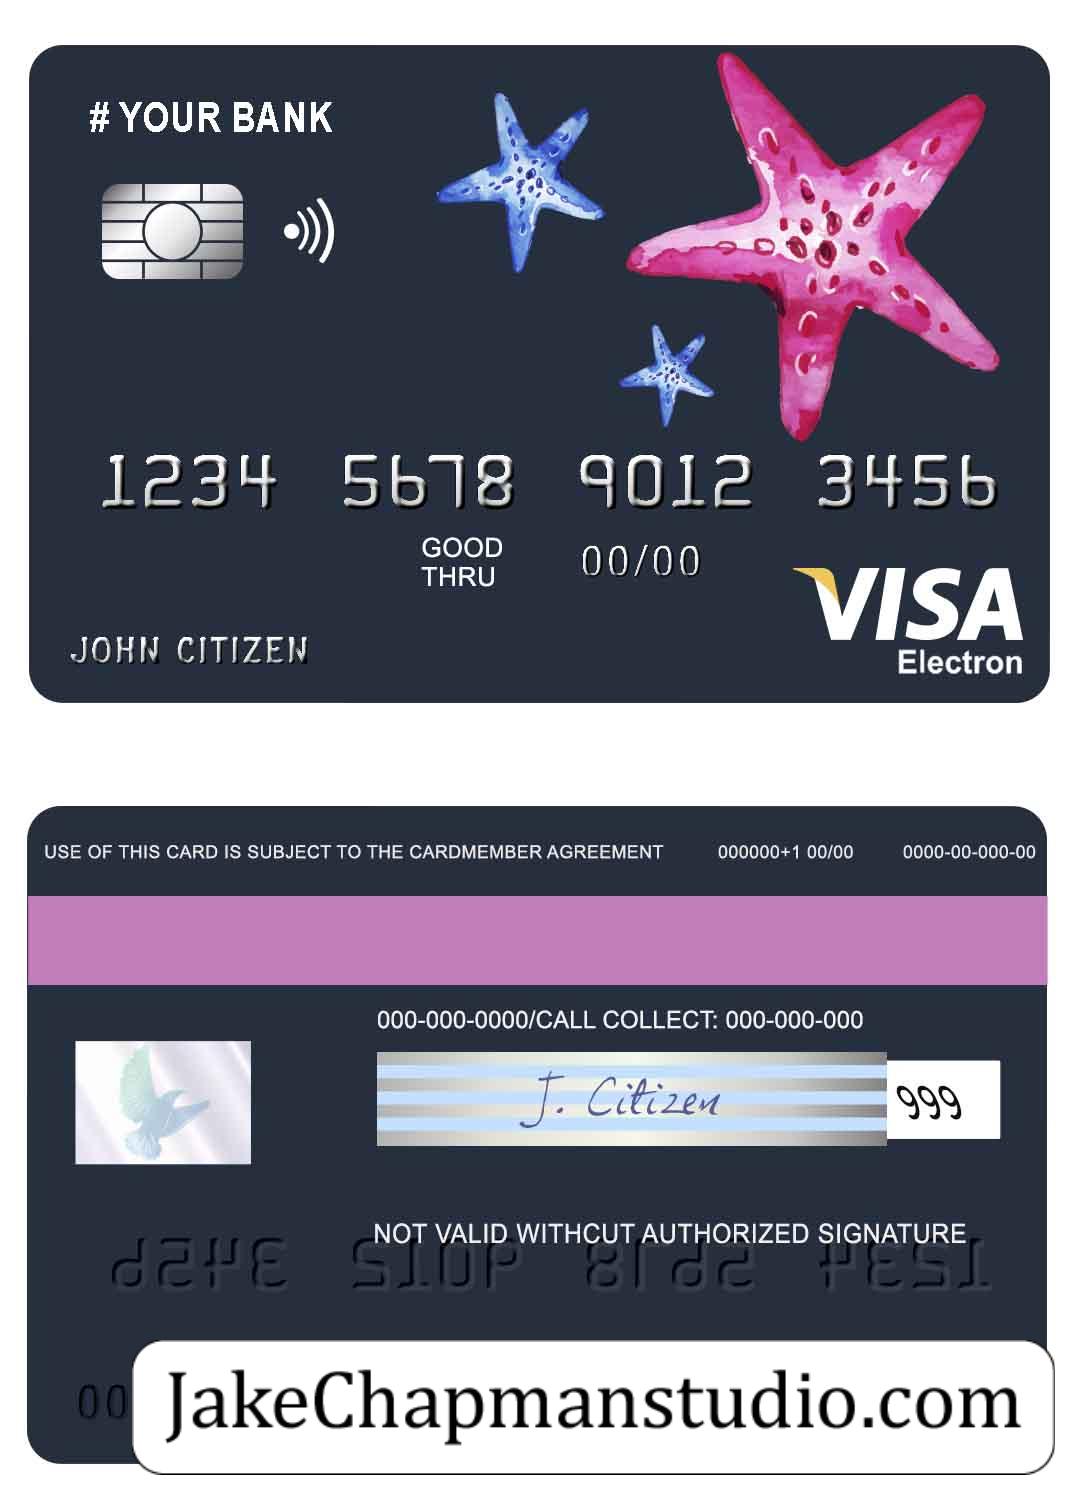 # YOUR BANK
1234 5678 9012 3456
GOOD
THRU
00/00
VISA
Electron
JOHN CITIZEN
USE OF THIS CARD IS SUBJECT TO THE CARDMEMBER AGREEMENT 000000+1 00/00 0000-00-000-00
000-000-0000/CALL COLLECT: 000-000-000
J. Citizen
999
NOT VALID WITHCUT AUTHORIZED SIGNATURE
00
JakeChapmanstudio.com